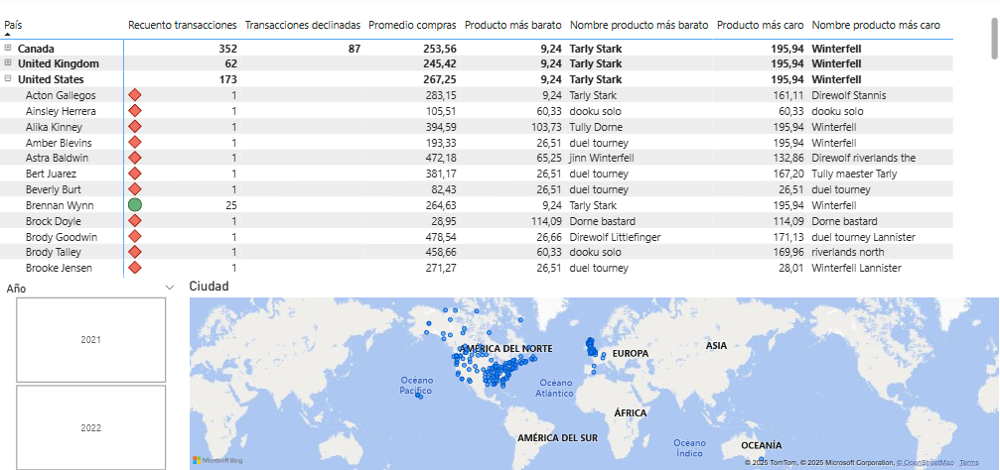 País Recuento transacciones Transacciones declinadas Promedio compras Producto más barato Nombre producto más barato Producto más caro Nombre producto más caro
Canada 352 87 253,56 9,24 Tarly Stark 195,94 Winterfell
United Kingdom 62 245,42 9,24 Tarly Stark 195,94 Winterfell
United States 173 267,25 9,24 Tarly Stark 195,94 Winterfell
Acton Gallegos 1 283,15 9,24 Tarly Stark 161,11 Direwolf Stannis
Ainsley Herrera 1 105,51 60,33 dooku solo 60,33 dooku solo
Alika Kinney 1 394,59 103,73 Tully Dorne 195,94 Winterfell
Amber Blevins 1 193,33 26,51 duel tourney 195,94 Winterfell
Astra Baldwin 1 472,18 65,25 jinn Winterfell 132,86 Direwolf riverlands the
Bert Juarez 1 381,17 26,51 duel tourney 167,20 Tully maester Tarly
Beverly Burt 1 82,43 26,51 duel tourney 26,51 duel tourney
Brennan Wynn 25 264,63 9,24 Tarly Stark 195,94 Winterfell
Brock Doyle 1 28,95 114,09 Dorne bastard 114,09 Dorne bastard
Brody Goodwin 1 478,54 26,66 Direwolf Littlefinger 171,13 duel tourney Lannister
Brody Talley 1 458,66 60,33 dooku solo 169,96 riverlands north
Brooke Jensen 1 271,27 26,51 duel tourney 28,01 Winterfell Lannister
Año
2021
2022
Ciudad
AMÉRICA DEL NORTE
EUROPA
ASIA
Océano
Pacífico
Océano
Atlántico
ÁFRICA
AMÉRICA DEL SUR
Océano
Índico
OCEANÍA
Microsoft Bing
© 2025 TomTom, © 2025 Microsoft Corporation, © OpenStreetMap Terms